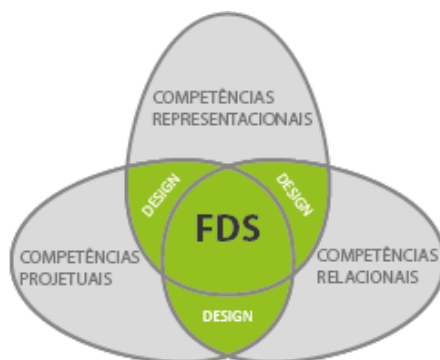 COMPETÊNCIAS
REPRESENTACIONAIS
DESIGN
DESIGN
FDS
COMPETÊNCIAS
PROJETUAIS
COMPETÊNCIAS
RELACIONAIS
DESIGN